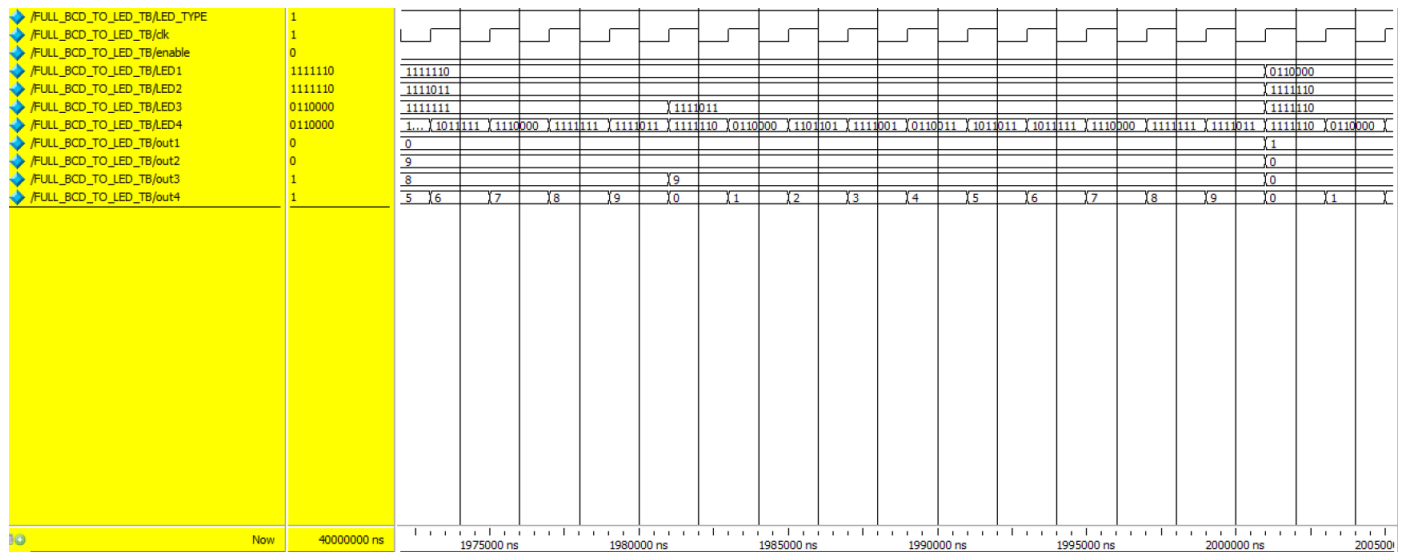 /FULL_BCD_TO_LED_TB/LED_TYPE 1
/FULL_BCD_TO_LED_TB/clk 1
/FULL_BCD_TO_LED_TB/enable 0
/FULL_BCD_TO_LED_TB/LED1 1111110 1111110 0110000
/FULL_BCD_TO_LED_TB/LED2 1111110 1111011 1111110
/FULL_BCD_TO_LED_TB/LED3 0110000 1111111 1111011 1111110
/FULL_BCD_TO_LED_TB/LED4 0110000 1... 1011111 1110000 1111111 1111011 1111110 0110000 1101101 1111001 0110011 1011011 1011111 1110000 1111111 1111011 1111110 0110000
/FULL_BCD_TO_LED_TB/out1 0 0 1
/FULL_BCD_TO_LED_TB/out2 0 9 0
/FULL_BCD_TO_LED_TB/out3 1 8 9 0
/FULL_BCD_TO_LED_TB/out4 1 5 6 7 8 9 0 1 2 3 4 5 6 7 8 9 0 1
Now 40000000 ns 1975000 ns 1980000 ns 1985000 ns 1990000 ns 1995000 ns 2000000 ns 200500